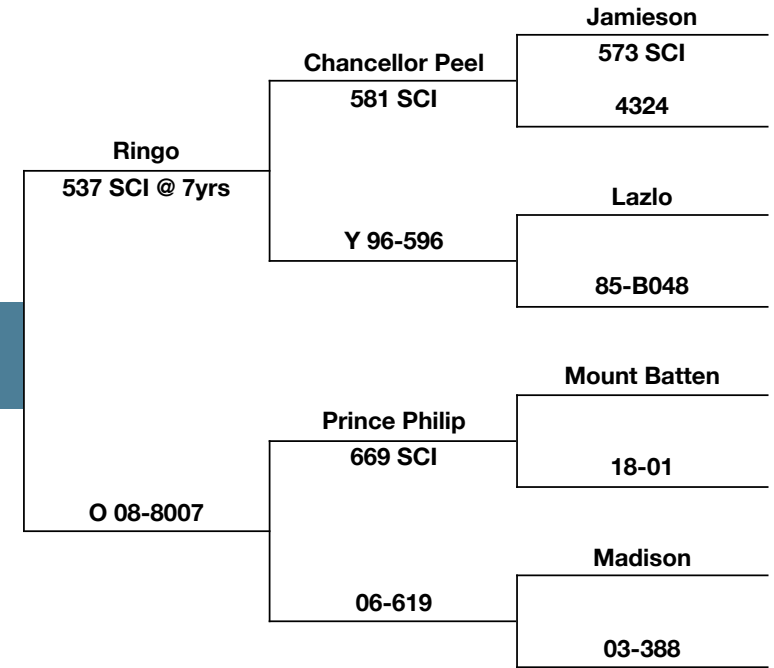 Jamieson
573 SCI
Chancellor Peel
581 SCI
4324
Ringo
537 SCI @ 7yrs
Lazlo
Y 96-596
85-B048
Mount Batten
Prince Philip
669 SCI
18-01
O 08-8007
Madison
06-619
03-388